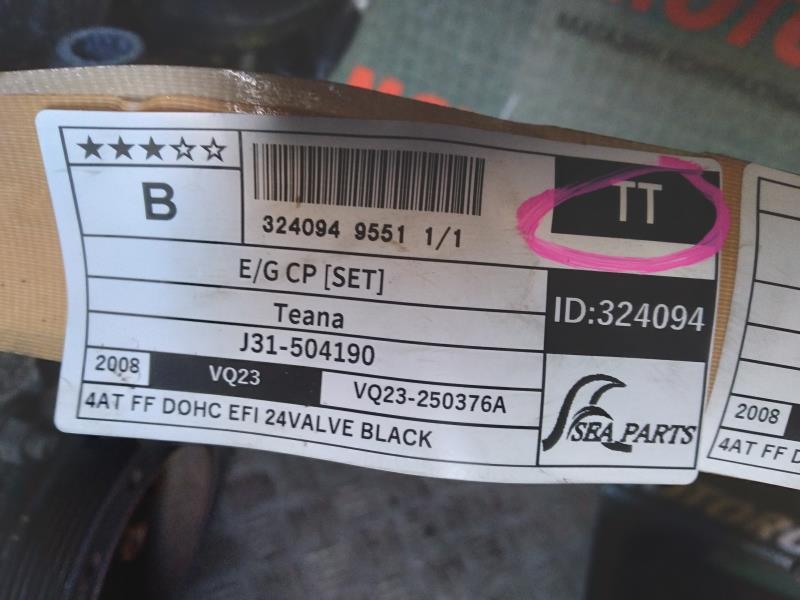 ★★★☆☆
B
324094 9551 1/1
TT
E/G CP [SET]
Teana
J31-504190
ID:324094
2008 VQ23 VQ23-250376A
4AT FF DOHC EFI 24VALVE BLACK
SEA PARTS
2008
4AT FF D